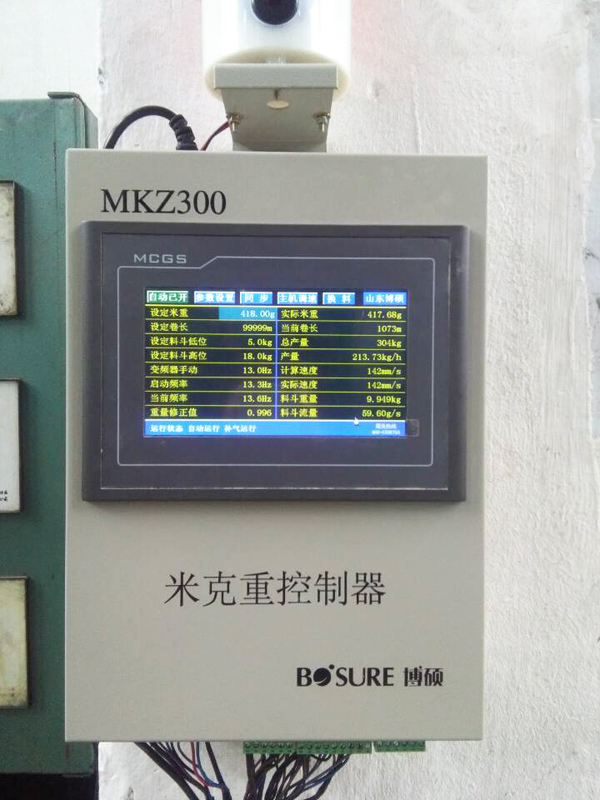 MKZ300
MCGS
自动已开 参数设置 同 步 主机调速 换 料 山东博硕
设定米重 418.00g 实际米重 417.68g
设定卷长 99999m 当前卷长 1073m
设定料斗低位 5.0kg 总产量 304kg
设定料斗高位 18.0kg 产量 213.73kg/h
变频器手动 13.0Hz 计算速度 142mm/s
启动频率 13.3Hz 实际速度 142mm/s
当前频率 13.6Hz 料斗重量 9.949kg
重量修正值 0.996 料斗流量 59.60g/s
运行状态 自动运行 补气运行
米克重控制器
BOSURE 博硕